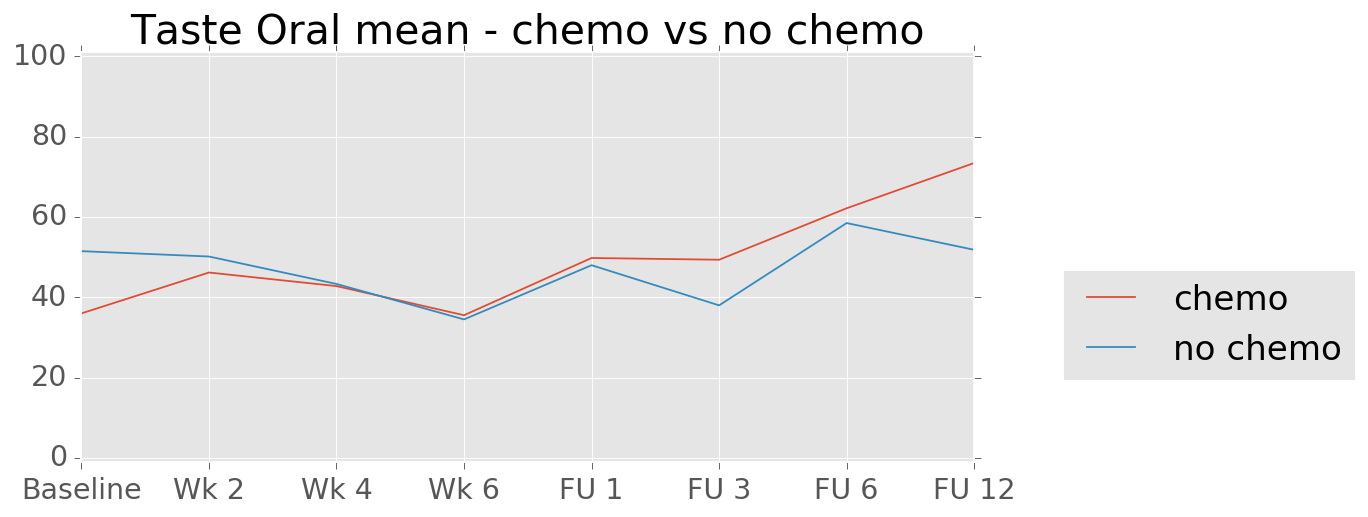 Taste Oral mean - chemo vs no chemo
100
80
60
40
20
0
Baseline Wk 2 Wk 4 Wk 6 FU 1 FU 3 FU 6 FU 12
chemo
no chemo